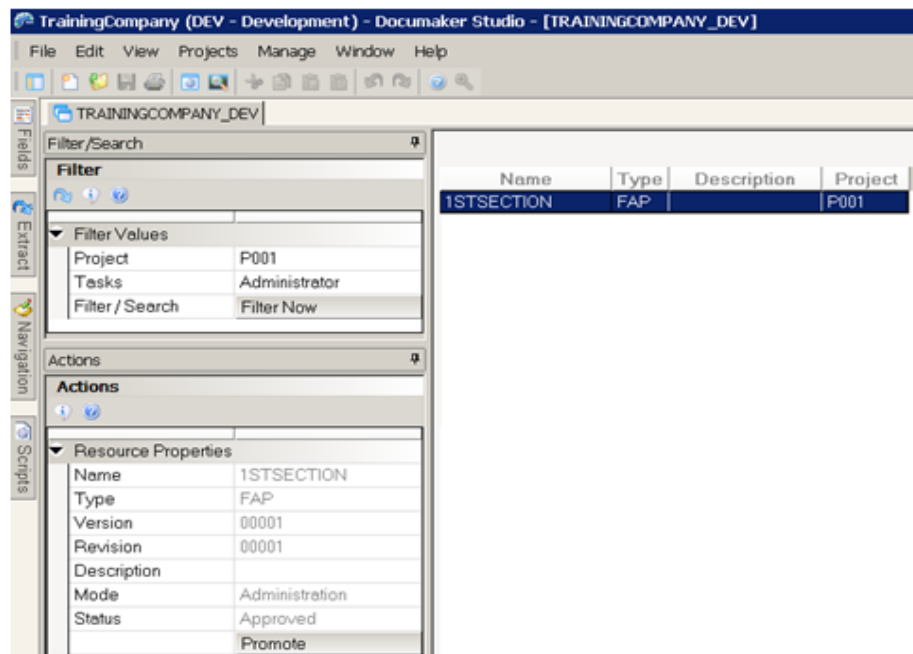 TrainingCompany (DEV - Development) - Documaker Studio - [TRAININGCOMPANY_DEV]
File Edit View Projects Manage Window Help
TRAININGCOMPANY_DEV
Fields
Extract
Navigation
Scripts
Filter/Search
Filter
Filter Values
Project P001
Tasks Administrator
Filter / Search Filter Now
Actions
Actions
Resource Properties
Name 1STSECTION
Type FAP
Version 00001
Revision 00001
Description
Mode Administration
Status Approved
Promote
Name Type Description Project
1STSECTION FAP P001